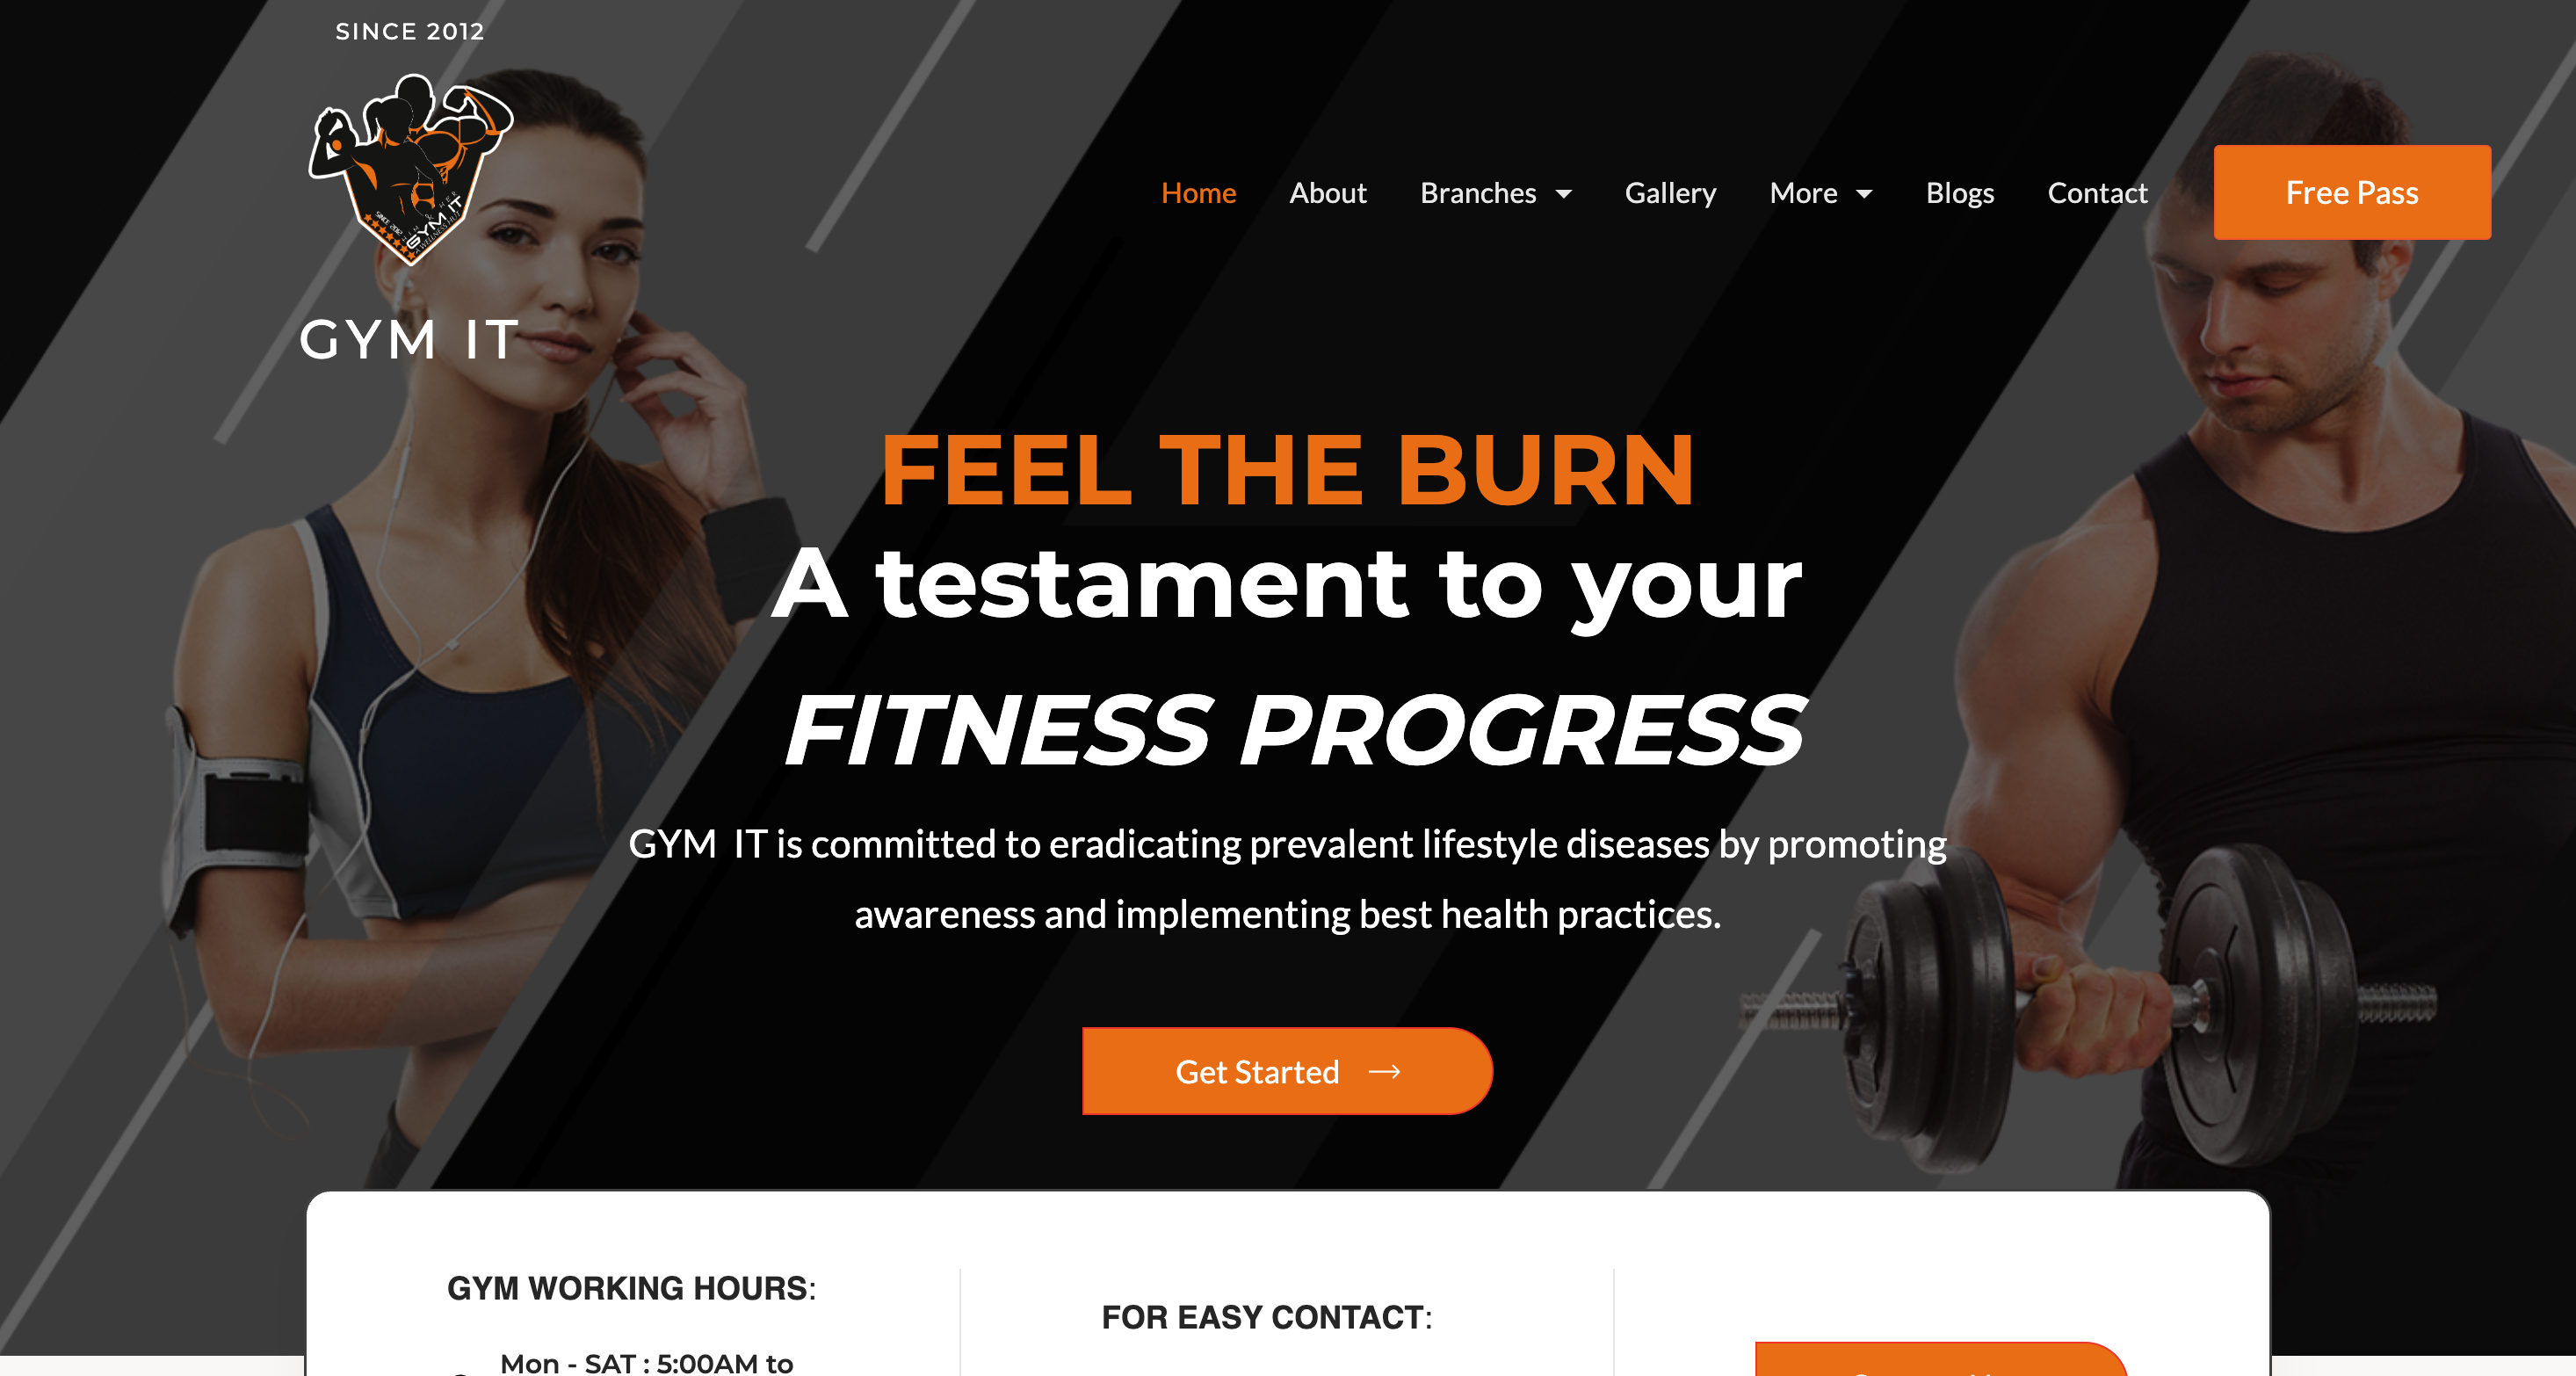 SINCE 2012
GYM IT
Home About Branches Gallery More Blogs Contact Free Pass
FEEL THE BURN
A testament to your
FITNESS PROGRESS
GYM IT is committed to eradicating prevalent lifestyle diseases by promoting
awareness and implementing best health practices.
Get Started
GYM WORKING HOURS:
Mon - SAT : 5:00AM to
FOR EASY CONTACT: